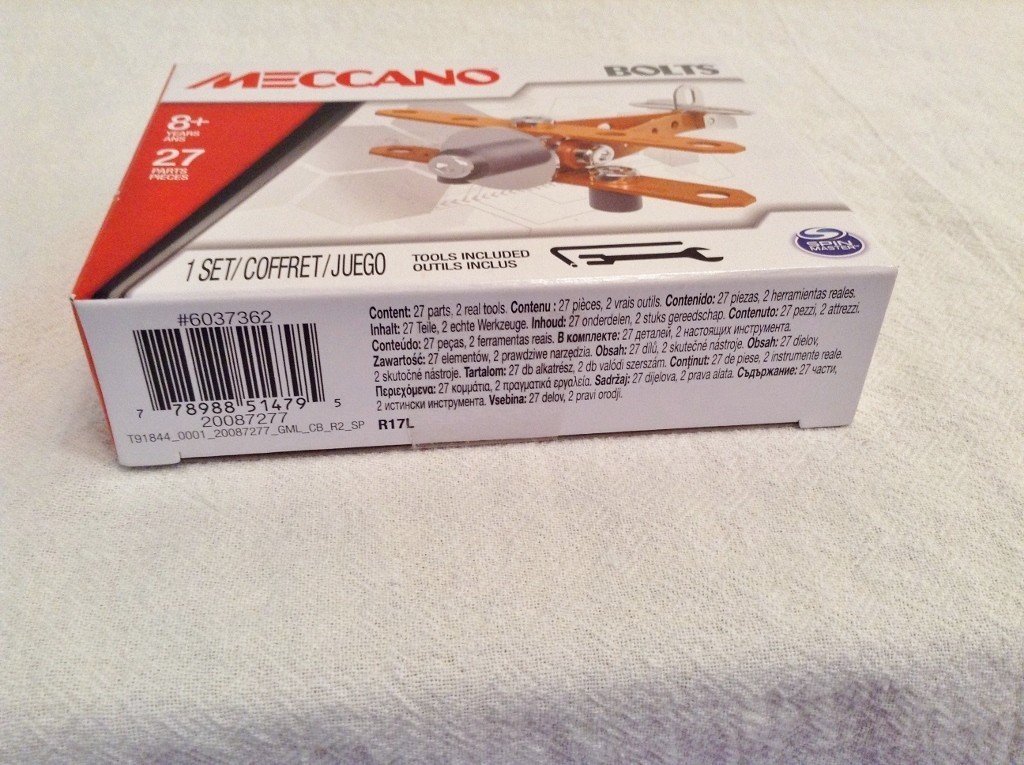 MECCANO
BOLTS
8+
YEARS
ANS
27
PARTS
PIECES
1 SET/COFFRET/JUEGO
TOOLS INCLUDED
OUTILS INCLUS
SPIN
MASTER
#6037362
7 78988 51479 5
20087277
T91844_0001_20087277_GML_CB_R2_SP
Content: 27 parts, 2 real tools. Contenu : 27 pièces, 2 vrais outils. Contenido: 27 piezas, 2 herramientas reales.
Inhalt: 27 Teile, 2 echte Werkzeuge. Inhoud: 27 onderdelen, 2 stuks gereedschap. Contenuto: 27 pezzi, 2 attrezzi.
Conteúdo: 27 peças, 2 ferramentas reais. В комплекте: 27 деталей, 2 настоящих инструмента.
Zawartość: 27 elementów, 2 prawdziwe narzędzia. Obsah: 27 dílů, 2 skutečné nástroje. Obsah: 27 dielov,
2 skutočné nástroje. Tartalom: 27 db alkatrész, 2 db valódi szerszám. Conținut: 27 de piese, 2 instrumente reale.
Περιεχόμενα: 27 κομμάτια, 2 πραγματικά εργαλεία. Sadržaj: 27 dijelova, 2 prava alata. Съдържание: 27 части,
2 истински инструмента. Vsebina: 27 delov, 2 pravi orodji.
R17L